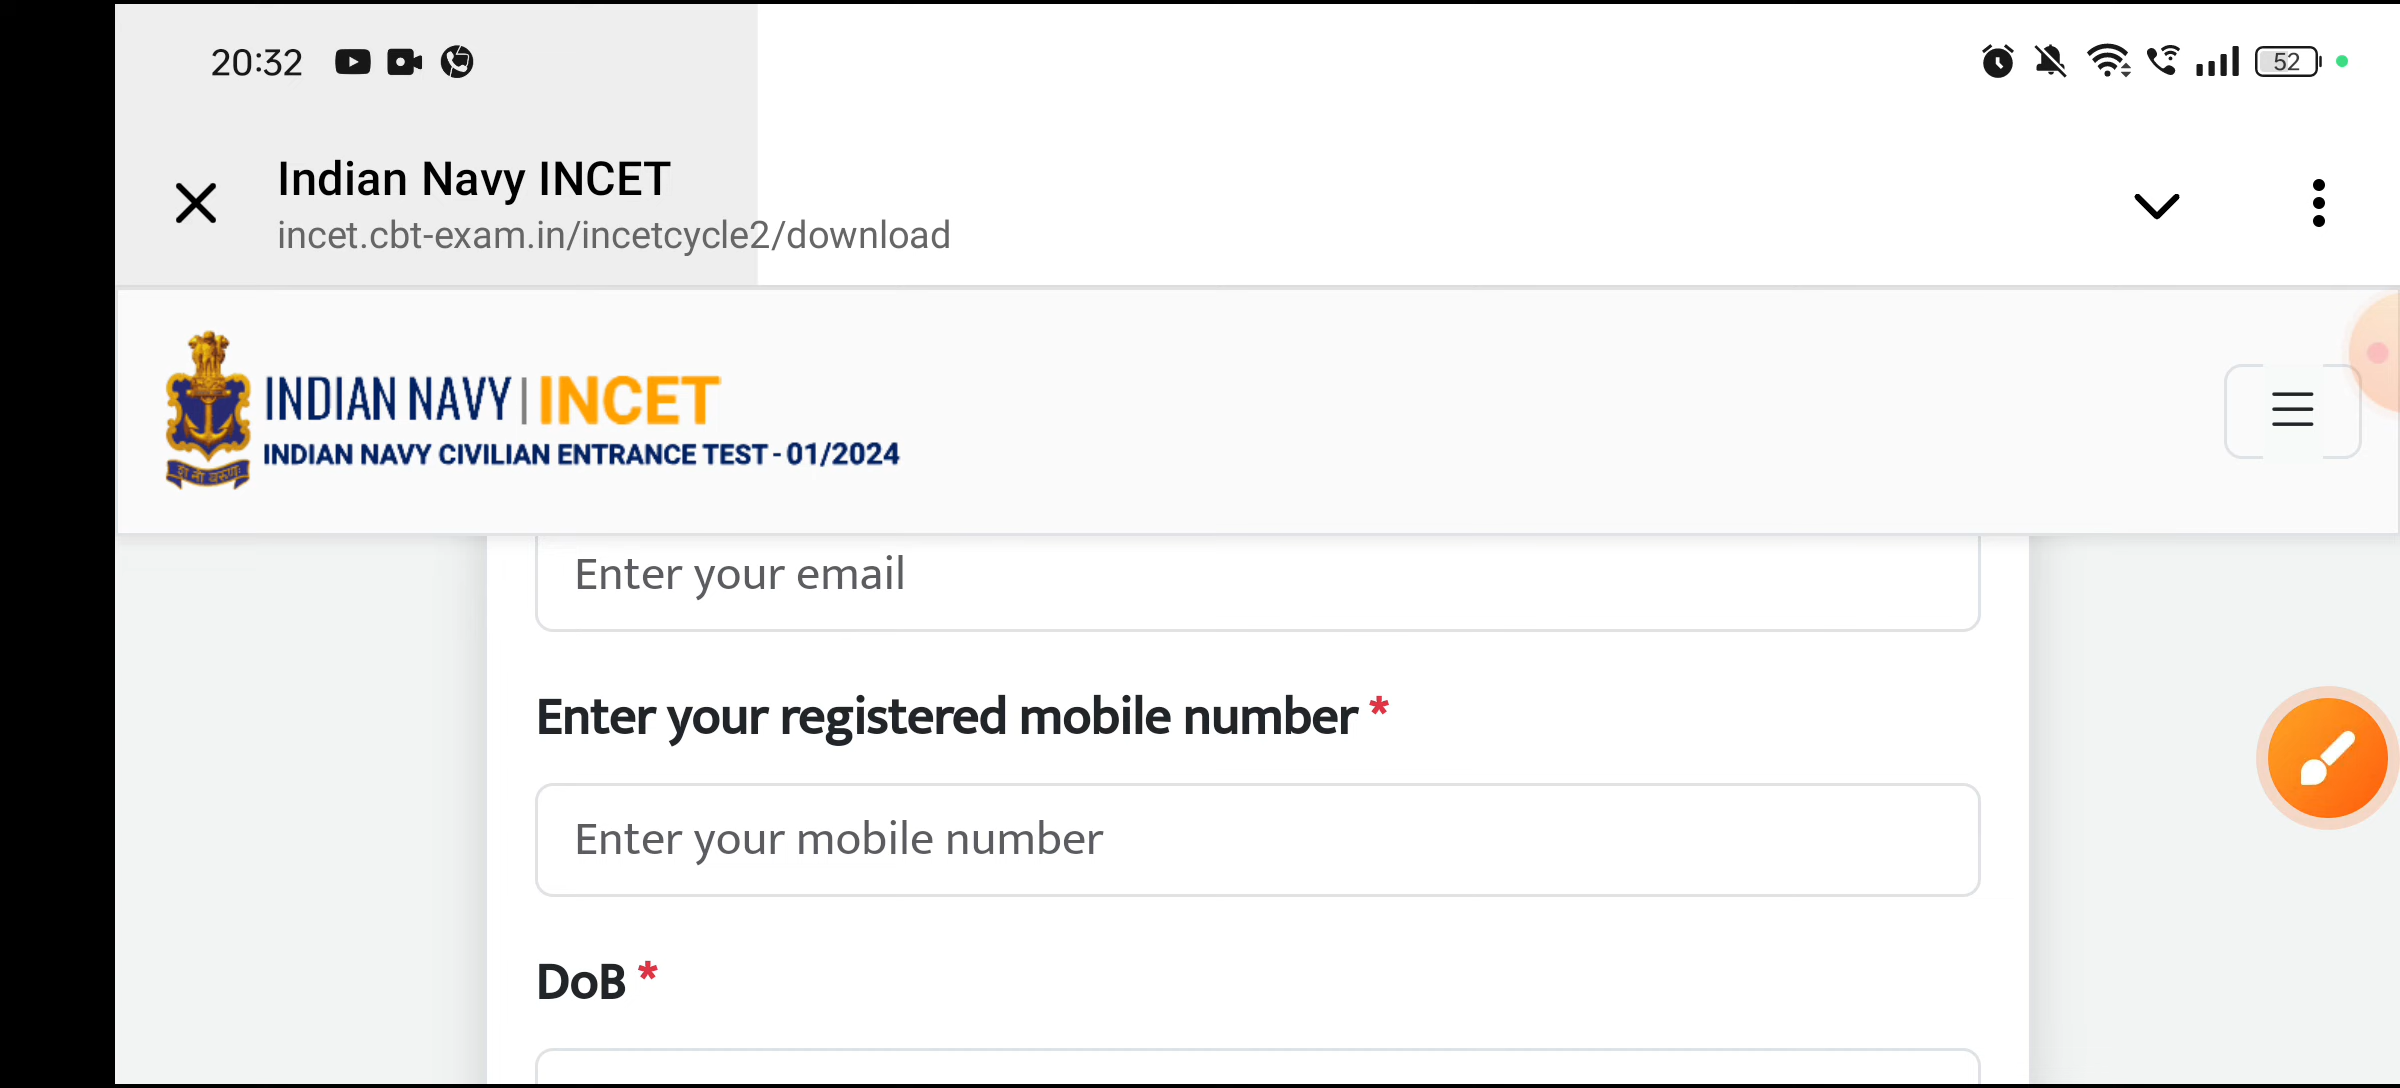 20:32
52
Indian Navy INCET
incet.cbt-exam.in/incetcycle2/download
INDIAN NAVY | INCET
INDIAN NAVY CIVILIAN ENTRANCE TEST - 01/2024
Enter your email
Enter your registered mobile number *
Enter your mobile number
DoB *